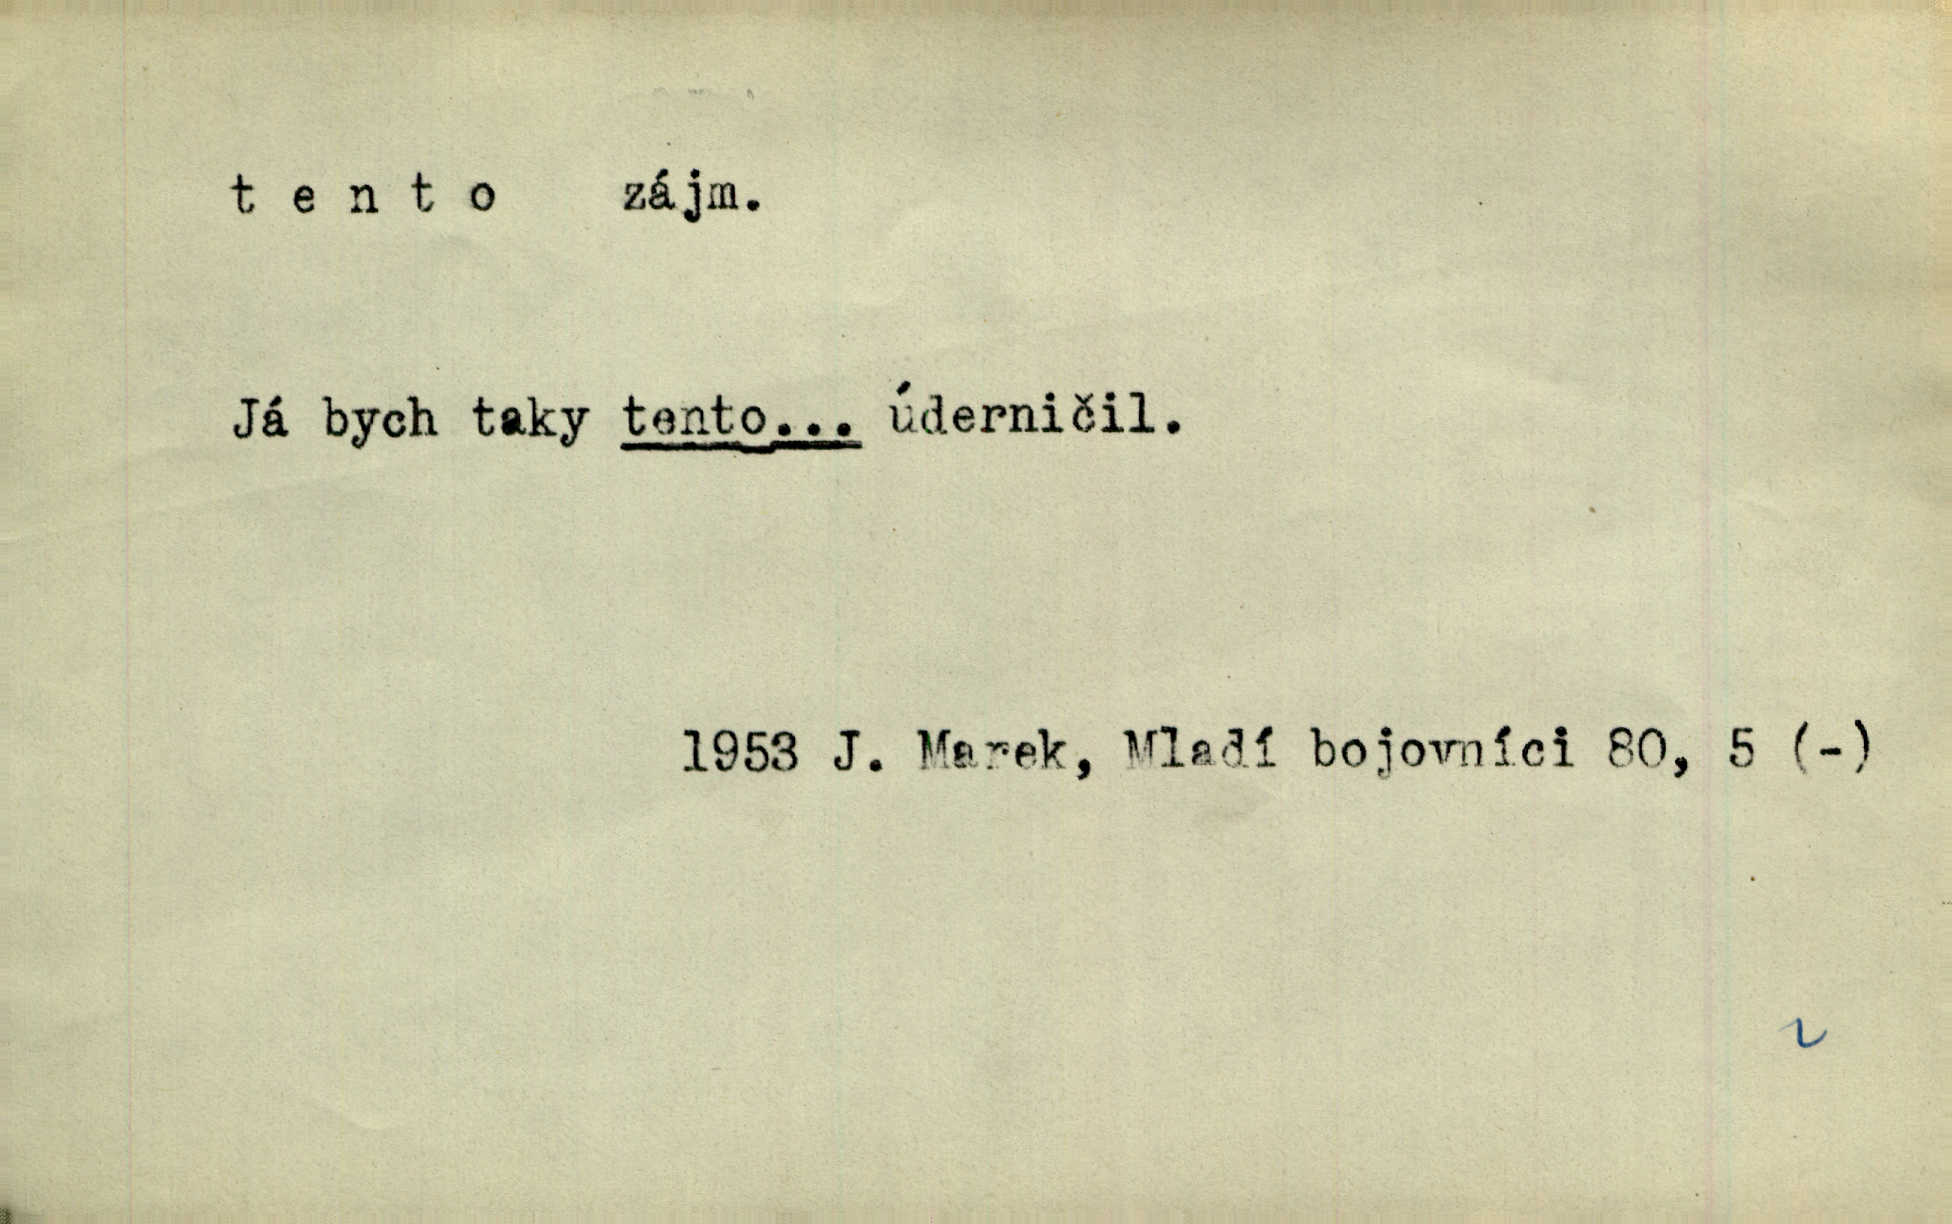 t e n t o zájm.
Já bych taky tento... úderničil.
1953 J. Marek, Mladí bojovníci 80, 5 (-)